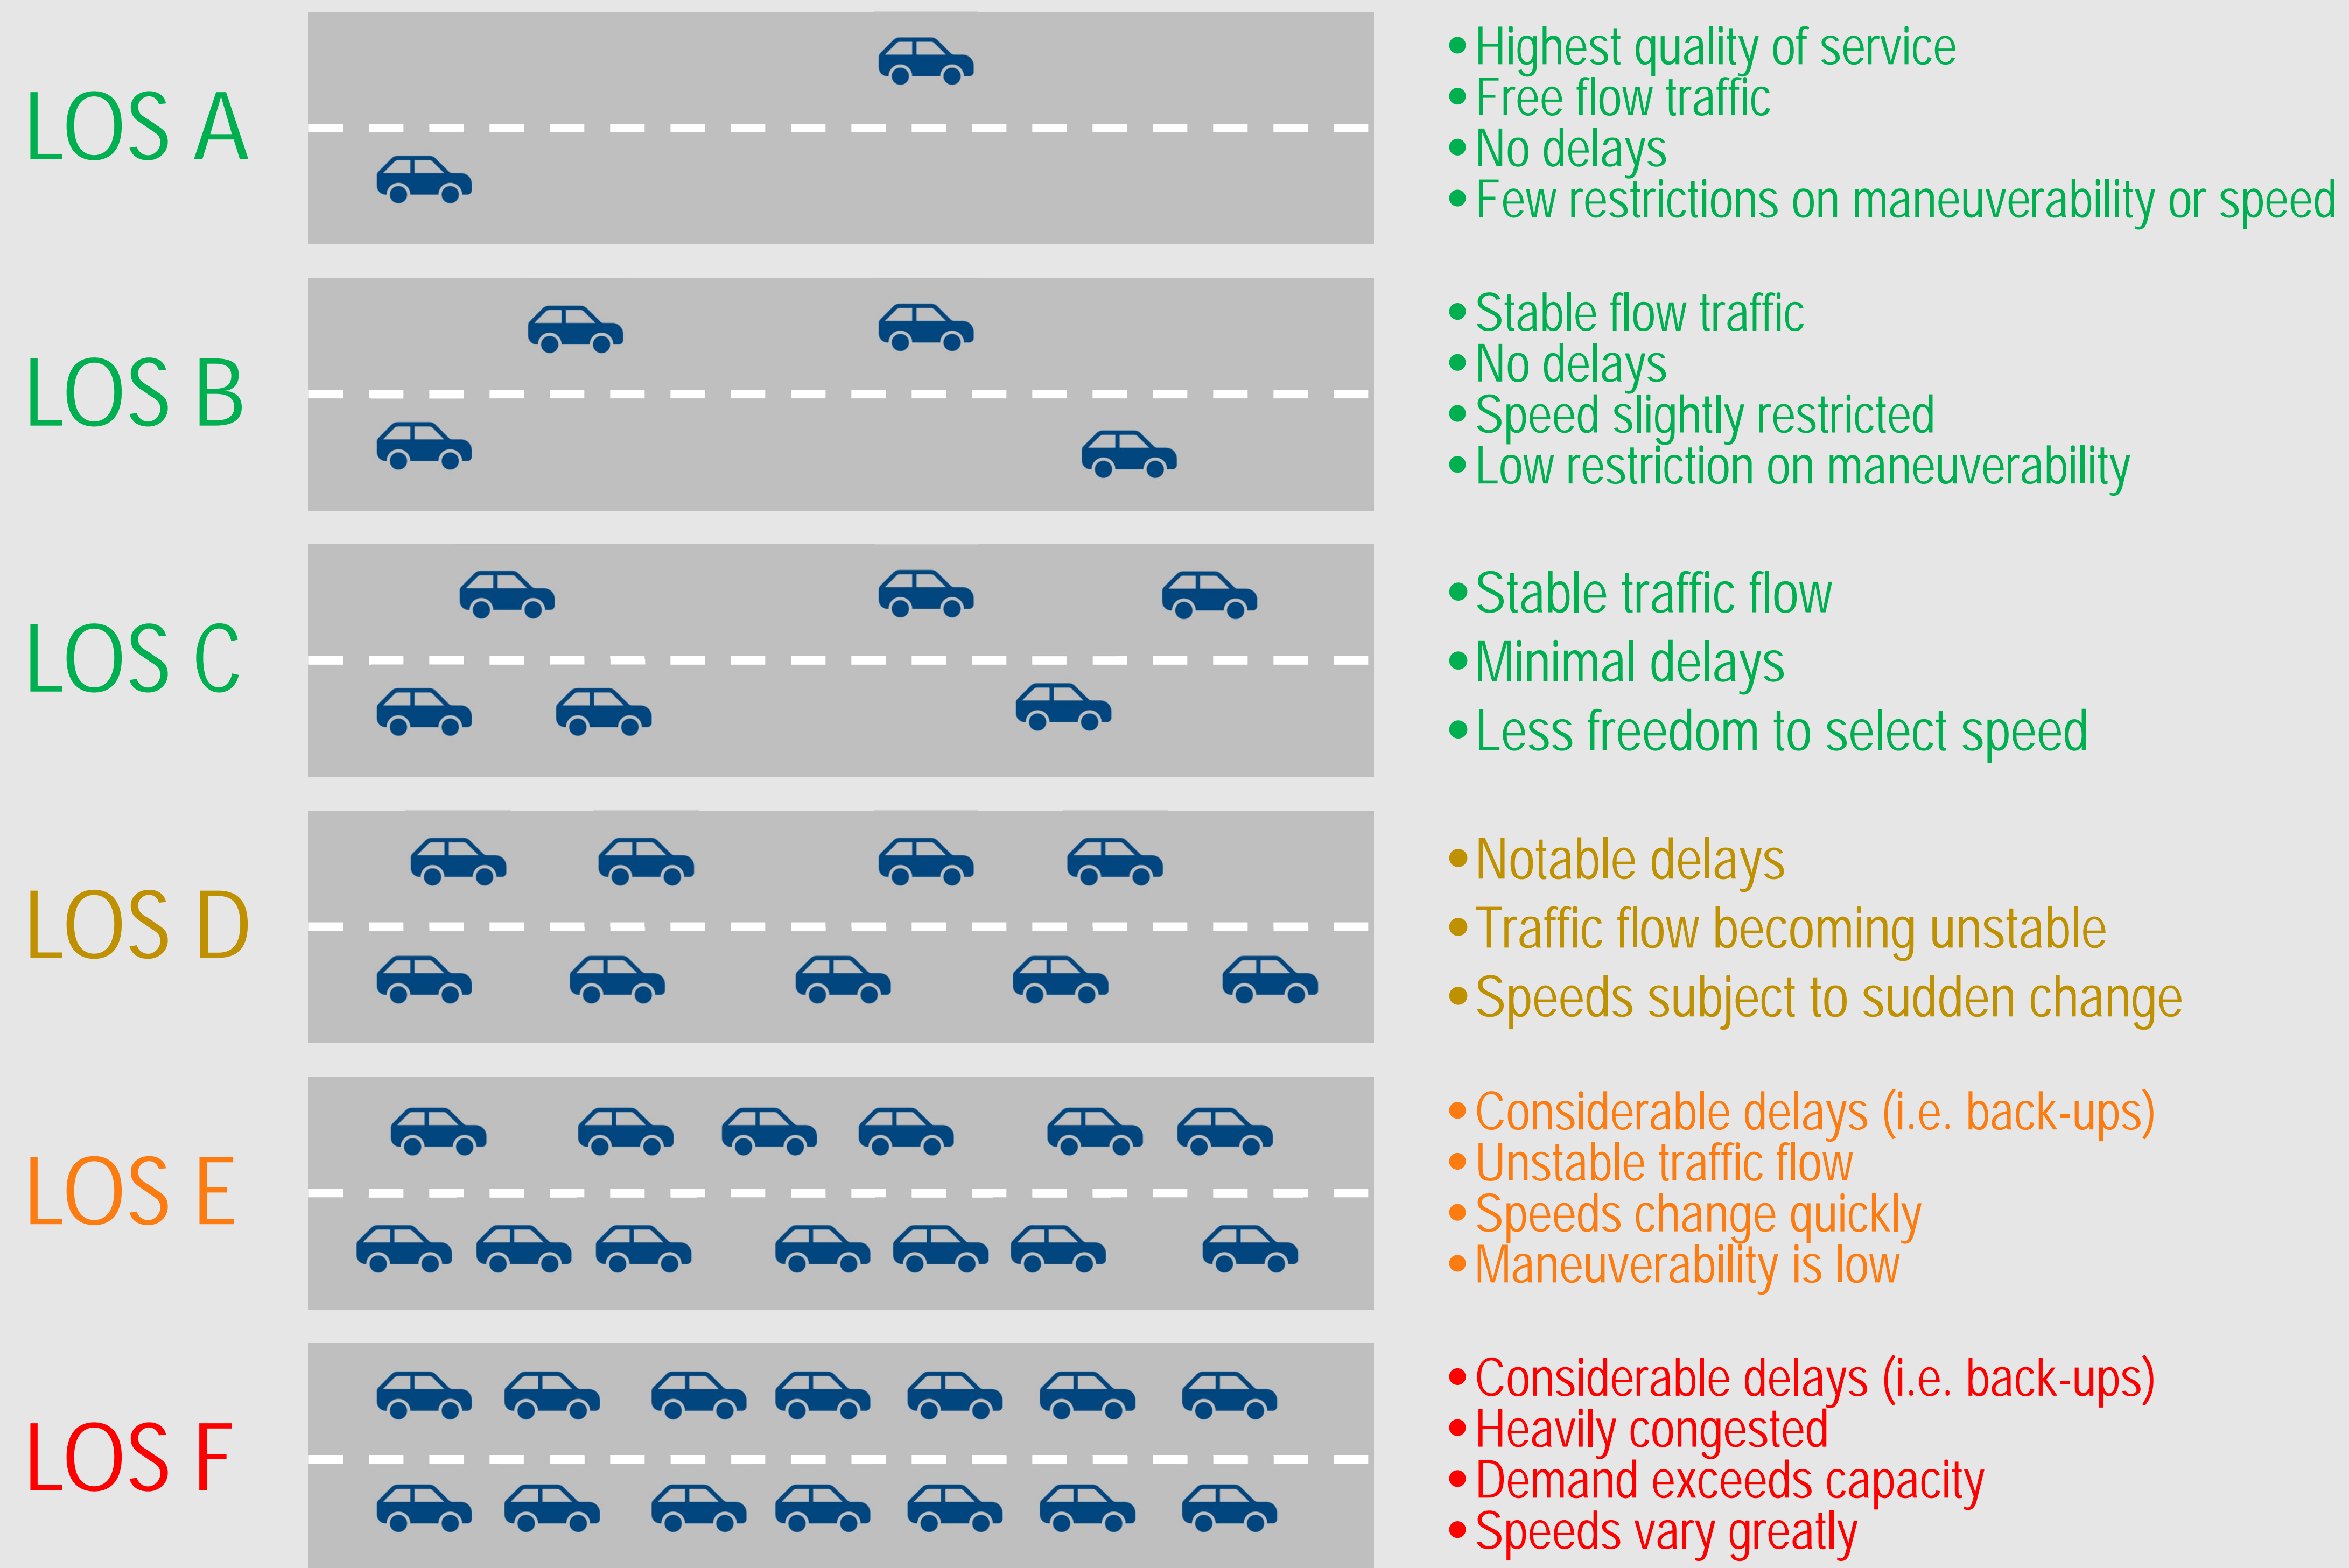 LOS A
• Highest quality of service
• Free flow traffic
• No delays
• Few restrictions on maneuverability or speed
LOS B
• Stable flow traffic
• No delays
• Speed slightly restricted
• Low restriction on maneuverability
LOS C
• Stable traffic flow
• Minimal delays
• Less freedom to select speed
LOS D
• Notable delays
• Traffic flow becoming unstable
• Speeds subject to sudden change
LOS E
• Considerable delays (i.e. back-ups)
• Unstable traffic flow
• Speeds change quickly
• Maneuverability is low
LOS F
• Considerable delays (i.e. back-ups)
• Heavily congested
• Demand exceeds capacity
• Speeds vary greatly